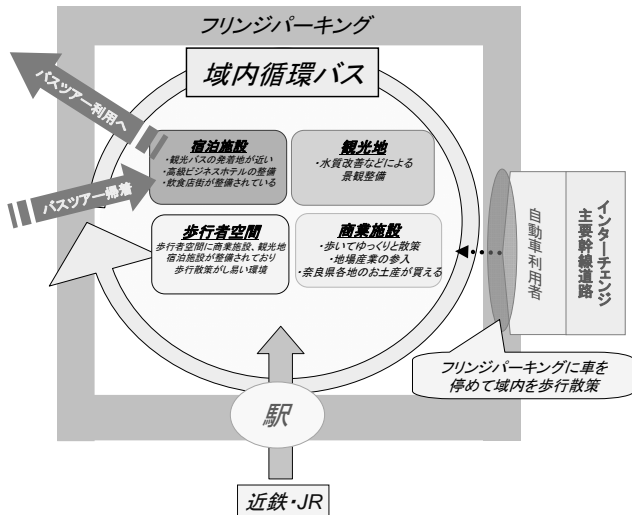 フリンジパーキング
域内循環バス
バスツアー利用へ
バスツアー帰着
宿泊施設
・観光バスの発着地が近い
・高級ビジネスホテルの整備
・飲食店街が整備されている
観光地
・水質改善などによる
景観整備
歩行者空間
歩行者空間に商業施設、観光地
宿泊施設が整備されており
歩行散策がし易い環境
商業施設
・歩いてゆっくりと散策
・地場産業の参入
・奈良県各地のお土産が買える
自動車利用者
インターチェンジ
主要幹線道路
フリンジパーキングに車を
停めて域内を歩行散策
駅
近鉄・JR